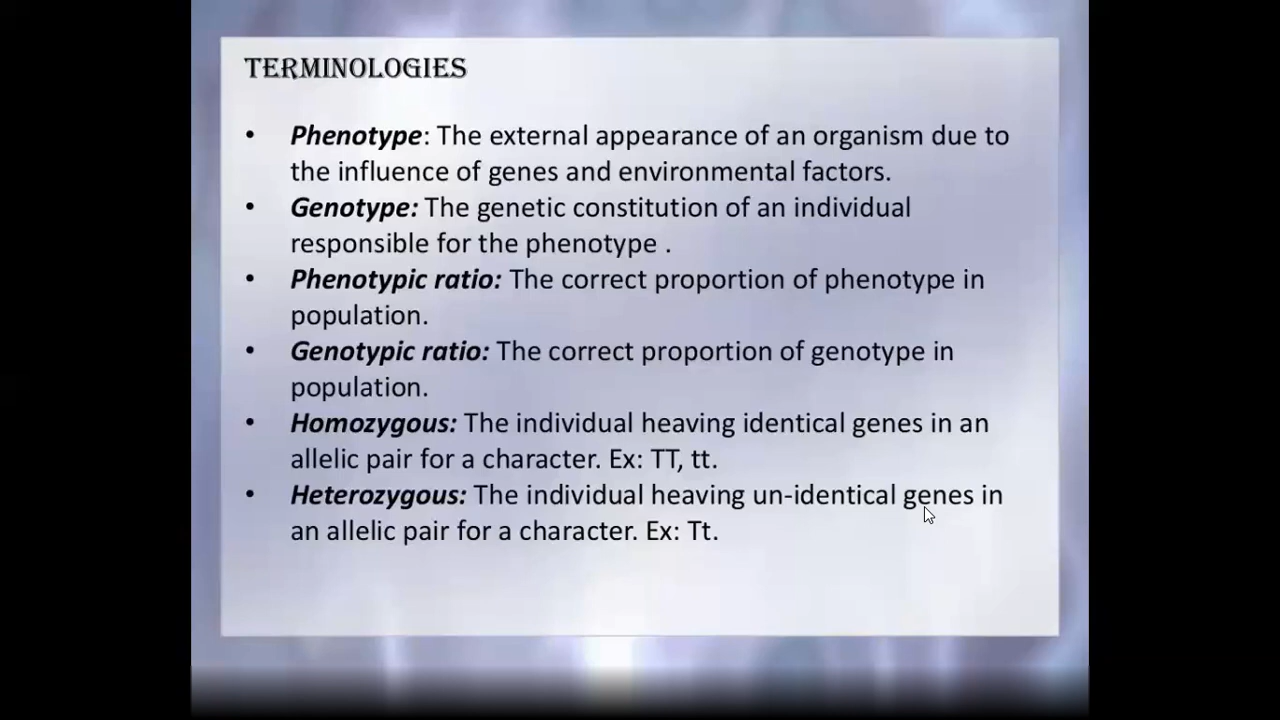 TERMINOLOGIES
• Phenotype: The external appearance of an organism due to
the influence of genes and environmental factors.
• Genotype: The genetic constitution of an individual
responsible for the phenotype .
• Phenotypic ratio: The correct proportion of phenotype in
population.
• Genotypic ratio: The correct proportion of genotype in
population.
• Homozygous: The individual heaving identical genes in an
allelic pair for a character. Ex: TT, tt.
• Heterozygous: The individual heaving un-identical genes in
an allelic pair for a character. Ex: Tt.